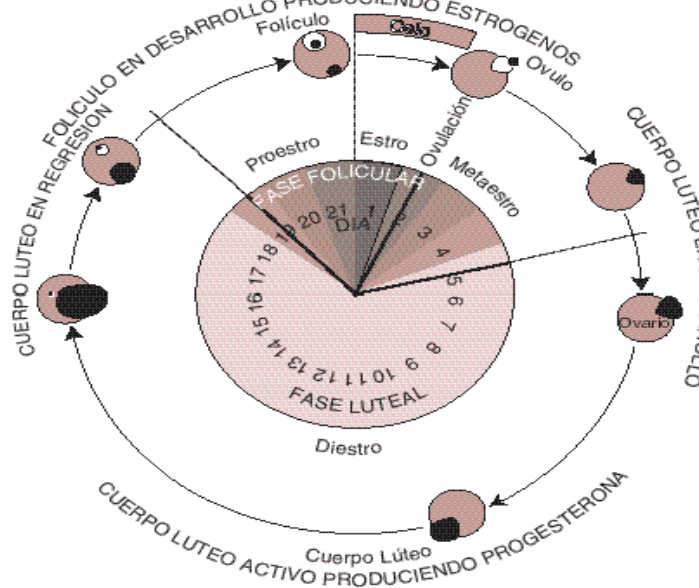 FOLICULO EN DESARROLLO PRODUCIENDO ESTROGENOS
Folículo
Celo
Ovulo
Ovulación
Proestro
Estro
Metaestro
FASE FOLICULAR
DIA
1
2
3
4
5
6
7
8
9
10
11
12
13
14
15
16
17
18
19
20
21
FASE LUTEAL
Diestro
CUERPO LUTEO EN REGRESION
CUERPO LUTEO
Ovario
Cuerpo Lúteo
CUERPO LUTEO ACTIVO PRODUCIENDO PROGESTERONA